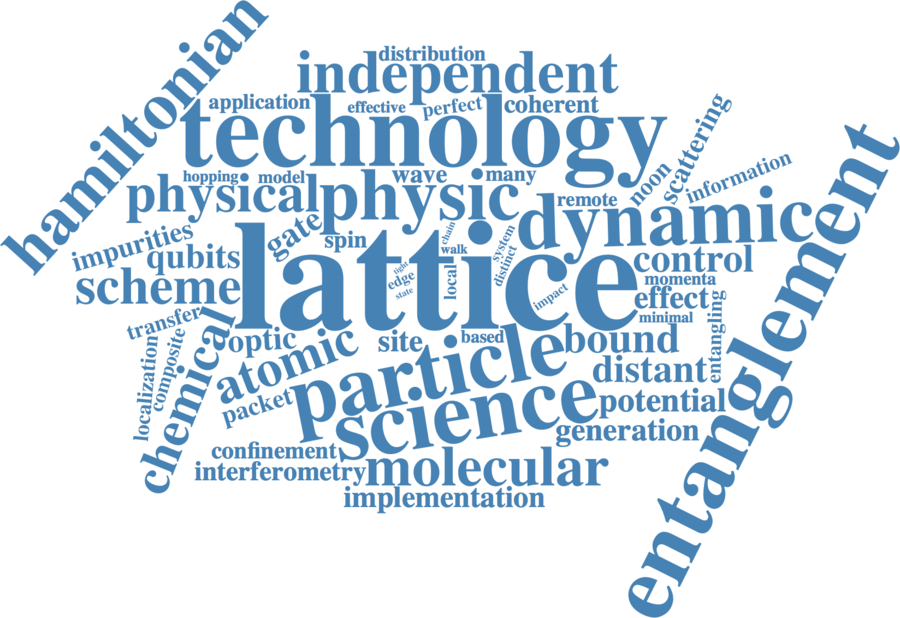 hamiltonian
distribution
independent
application
effective
perfect
coherent
technology
scattering
noon
information
hopping
model
wave
many
physical
physic
remote
dynamic
entanglement
impurities
qubits
gate
spin
chain
walk
system
distinct
lattice
control
tight
edge
state
local
impact
momenta
scheme
effect
minimal
entangling
transfer
optic
site
based
bound
localization
composite
chemical
atomic
particle
distant
packet
science
potential
generation
confinement
interferometry
molecular
implementation